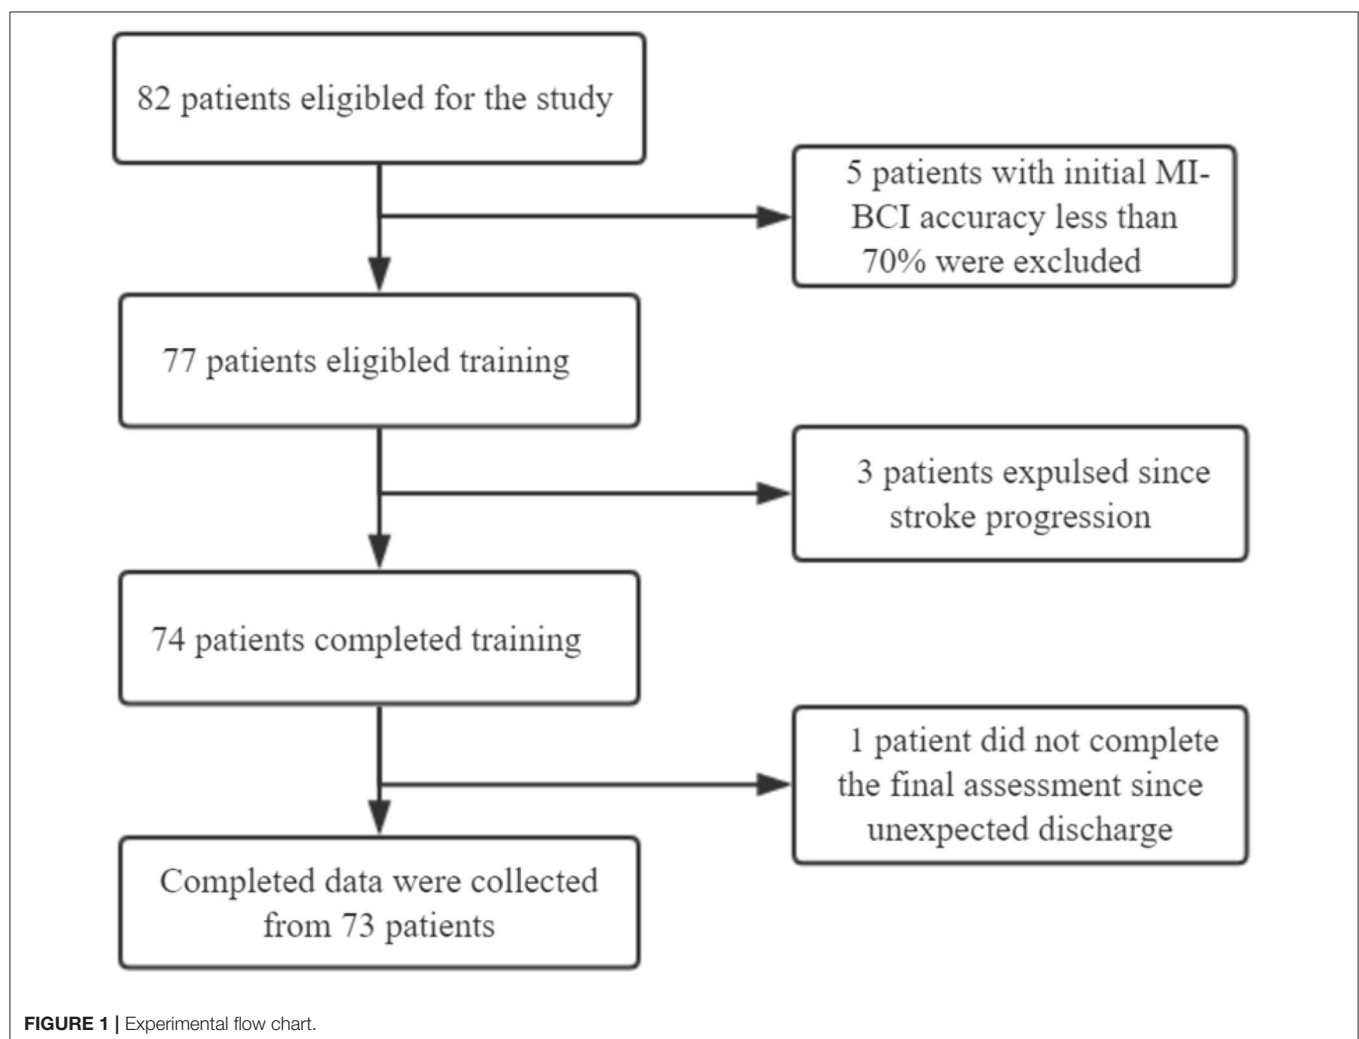 82 patients eligibled for the study
5 patients with initial MI-
BCI accuracy less than
70% were excluded
77 patients eligibled training
3 patients expulsed since
stroke progression
74 patients completed training
1 patient did not complete
the final assessment since
unexpected discharge
Completed data were collected
from 73 patients
FIGURE 1 | Experimental flow chart.